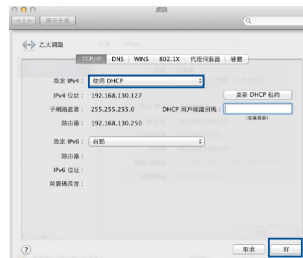 網路
顯示全部
乙太網路
TCP/IP DNS WINS 802.1X 代理伺服器 硬體
設定 IPv4： 使用 DHCP
IPv4 位址： 192.168.130.127 更新 DHCP 租約
子網路遮罩： 255.255.255.0 DHCP 用戶端識別碼：
路由器： 192.168.130.250 （如果需要）
設定 IPv6： 自動
路由器：
IPv6 位址：
前置碼長度：
? 取消 好